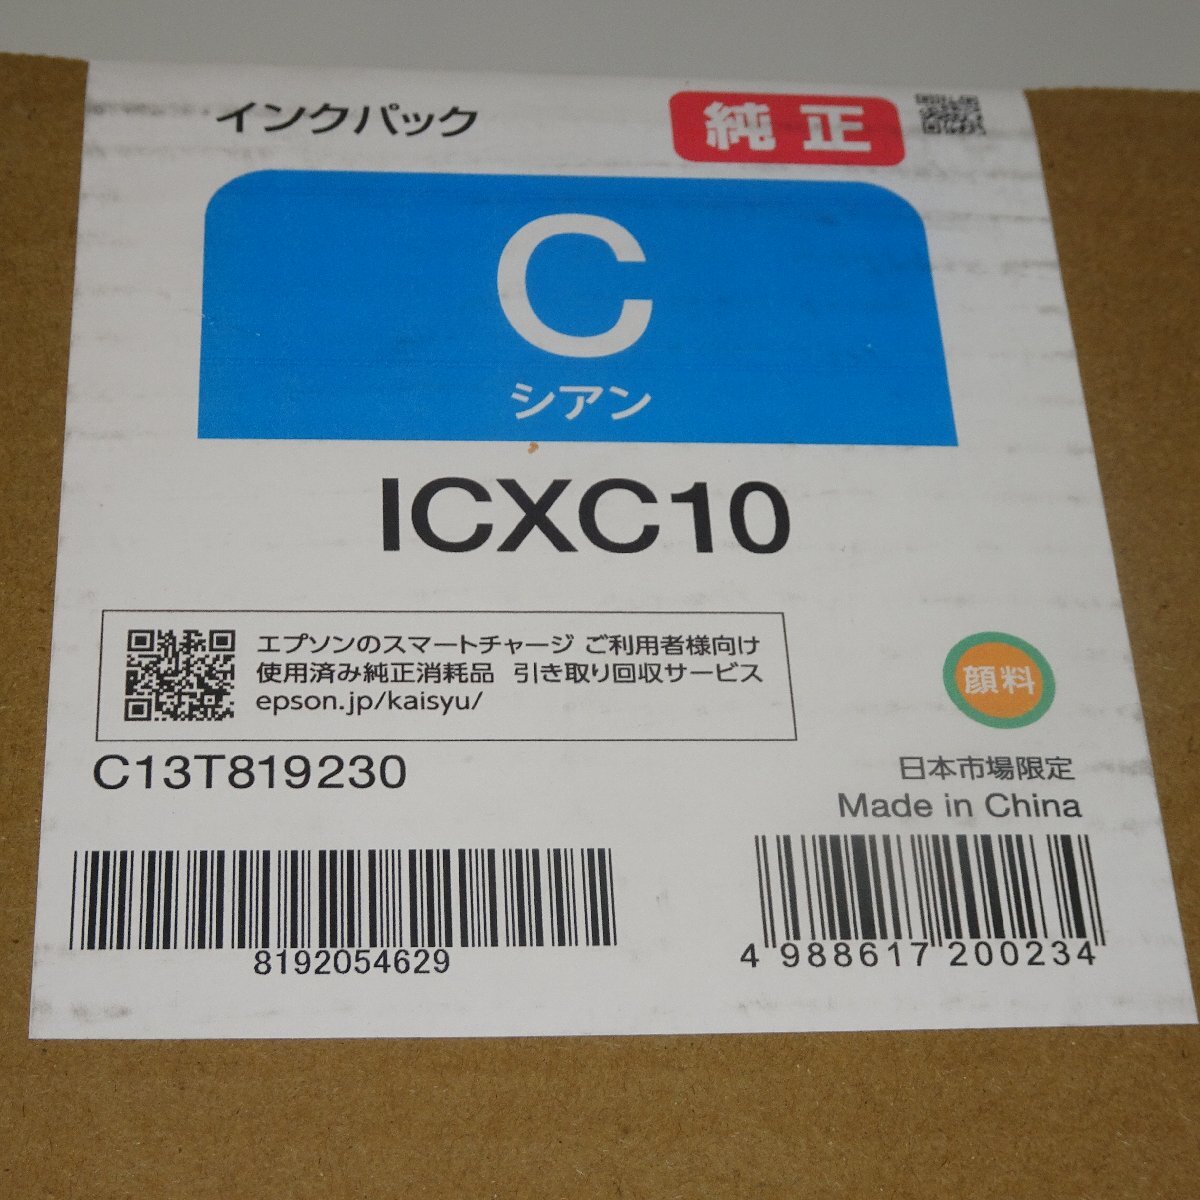 インクパック
純正
C
シアン
ICXC10
エプソンのスマートチャージ ご利用者様向け
使用済み純正消耗品 引き取り回収サービス
epson.jp/kaisyu/
顔料
C13T819230
日本市場限定
Made in China
8192054629
4 988617 200234